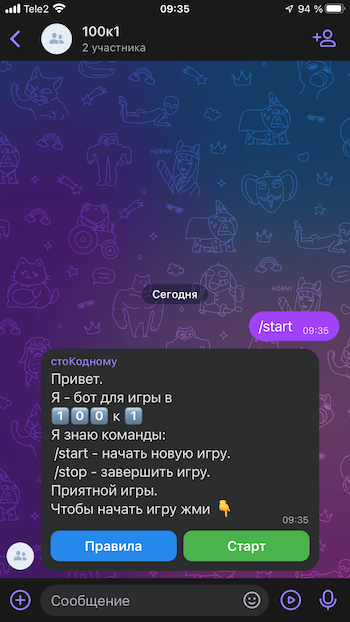 Tele2 09:35 94 %
100к1
2 участника
HORNY
HORNY
Сегодня
/start 09:35
стоКодному
Привет.
Я - бот для игры в
1 0 0 к 1
Я знаю команды:
/start - начать новую игру.
/stop - завершить игру.
Приятной игры.
Чтобы начать игру жми 👇
09:35
Правила Старт
Сообщение